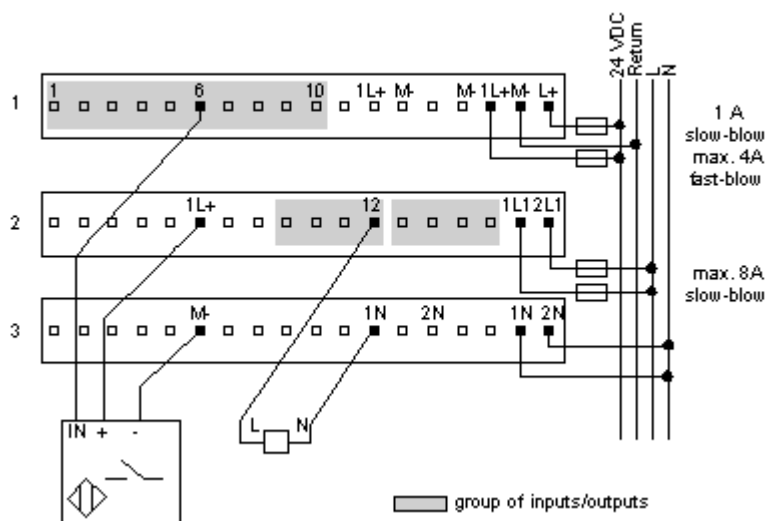 24 VDC
Return
L
N
1 6 10 1L+ M- M- 1L+ M- L+
1
1 A
slow-blow
max. 4A
fast-blow
1L+ 12 1L1 2L1
2
max. 8A
slow-blow
M- 1N 2N 1N 2N
3
IN + -
L N
group of inputs/outputs